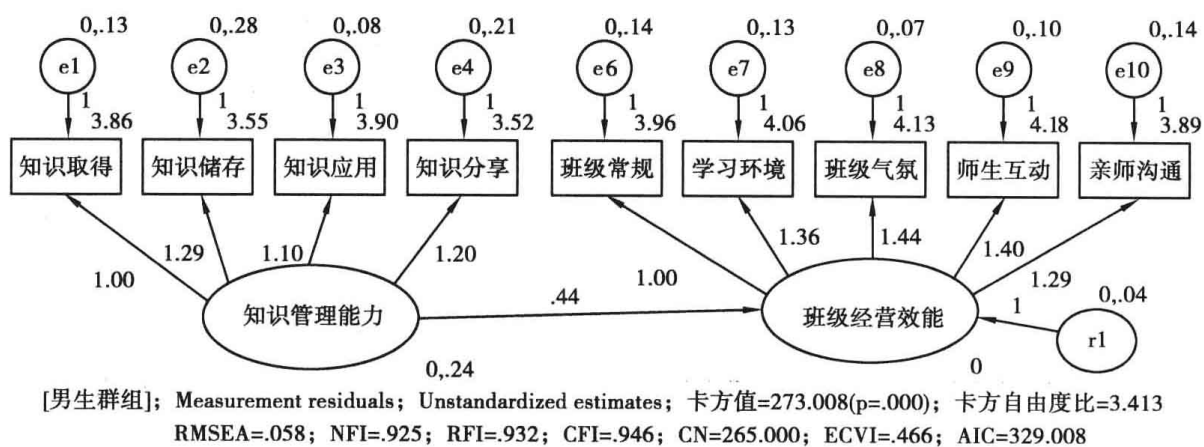 0,.13 0,.28 0,.08 0,.21 0,.14 0,.13 0,.07 0,.10 0,.14
e1 e2 e3 e4 e6 e7 e8 e9 e10
1 1 1 1 1 1 1 1 1
3.86 3.55 3.90 3.52 3.96 4.06 4.13 4.18 3.89
知识取得 知识储存 知识应用 知识分享 班级常规 学习环境 班级气氛 师生互动 亲师沟通
1.00 1.29 1.10 1.20 1.00 1.36 1.44 1.40 1.29
知识管理能力 .44 班级经营效能 1 0,.04
r1
0,.24 0
[男生群组]；Measurement residuals；Unstandardized estimates；卡方值=273.008(p=.000)；卡方自由度比=3.413
RMSEA=.058；NFI=.925；RFI=.932；CFI=.946；CN=265.000；ECVI=.466；AIC=329.008